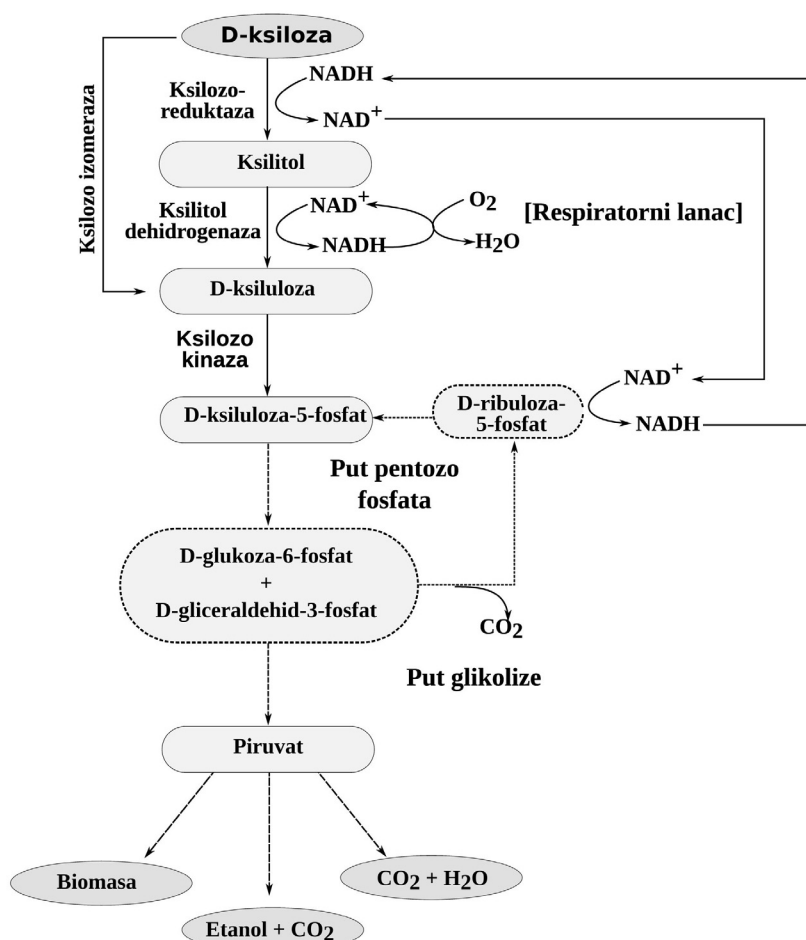 D-ksiloza
Ksilozo-
reduktaza
NADH
NAD+
Ksilozo izomeraza
Ksilitol
Ksilitol
dehidrogenaza
NAD+
NADH
O2
H2O
[Respiratorni lanac]
D-ksiluloza
Ksilozo
kinaza
D-ksiluloza-5-fosfat
D-ribuloza-
5-fosfat
NAD+
NADH
Put pentozo
fosfata
D-glukoza-6-fosfat
+
D-gliceraldehid-3-fosfat
CO2
Put glikolize
Piruvat
Biomasa
Etanol + CO2
CO2 + H2O